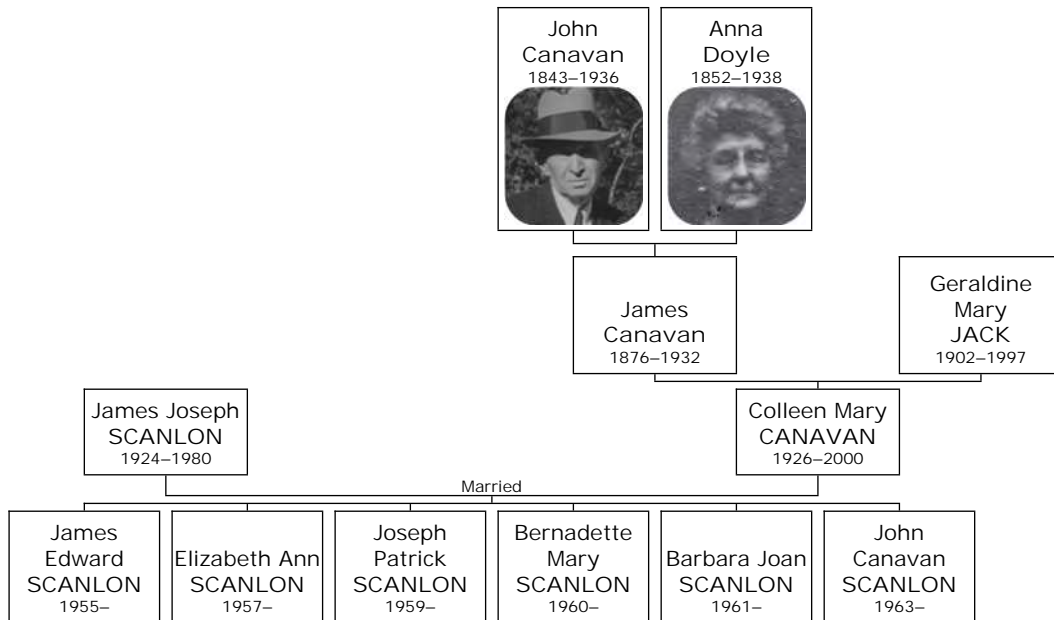 John
Canavan
1843–1936
Anna
Doyle
1852–1938
James
Canavan
1876–1932
Geraldine
Mary
JACK
1902–1997
James Joseph
SCANLON
1924–1980
Colleen Mary
CANAVAN
1926–2000
Married
James
Edward
SCANLON
1955–
Elizabeth Ann
SCANLON
1957–
Joseph
Patrick
SCANLON
1959–
Bernadette
Mary
SCANLON
1960–
Barbara Joan
SCANLON
1961–
John
Canavan
SCANLON
1963–